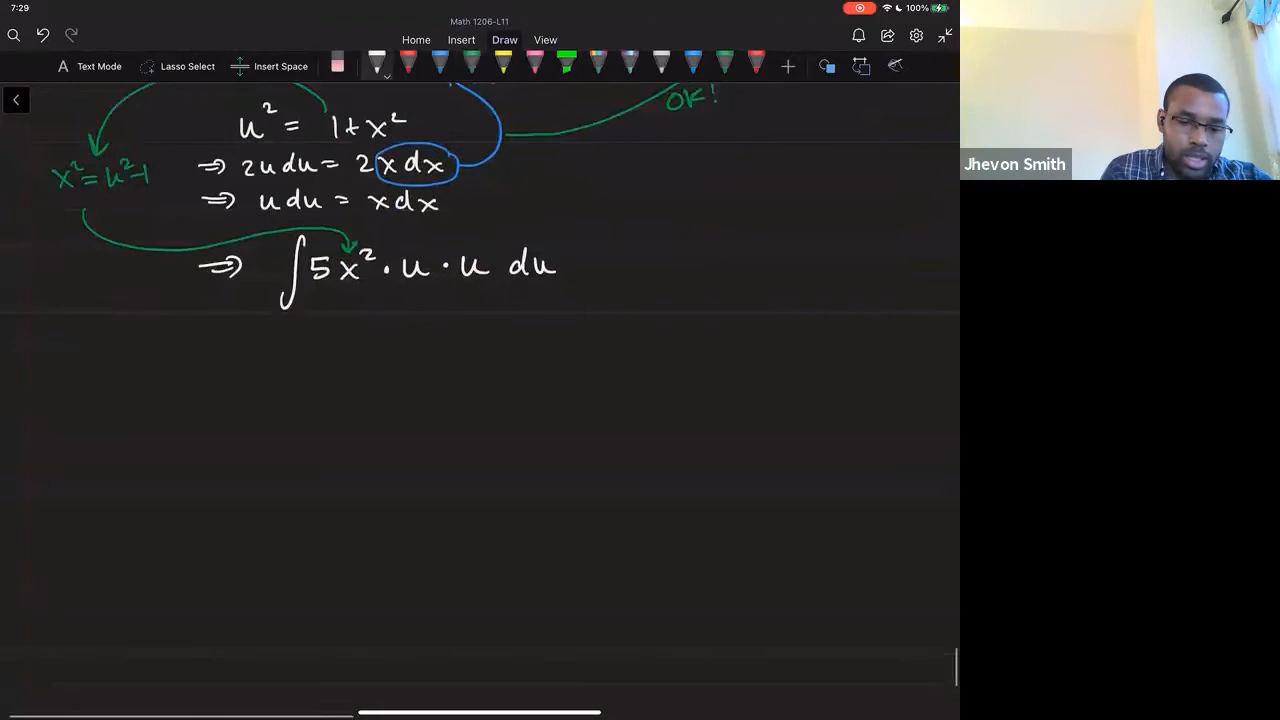 7:29
100%
Math 1206-L11
Home Insert Draw View
Text Mode Lasso Select Insert Space
OK!
u² = 1 + x²
⇒ 2u du = 2 x dx
x² = u² - 1
⇒ u du = x dx
⇒ ∫ 5x² · u · u du
Jhevon Smith